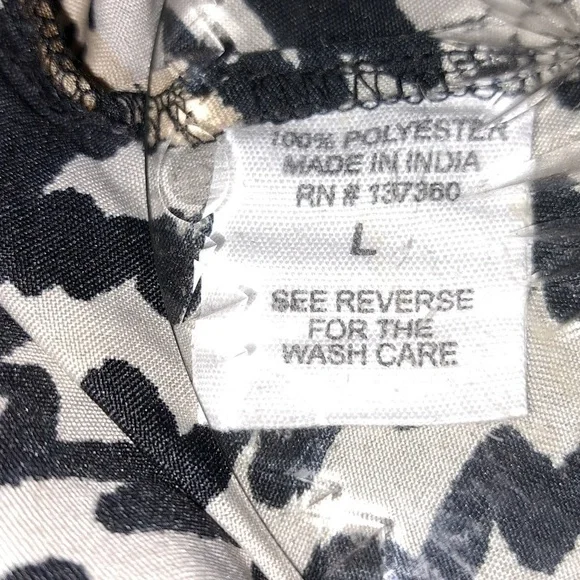 100% POLYESTER
MADE IN INDIA
RN # 137360
L
SEE REVERSE
FOR THE
WASH CARE